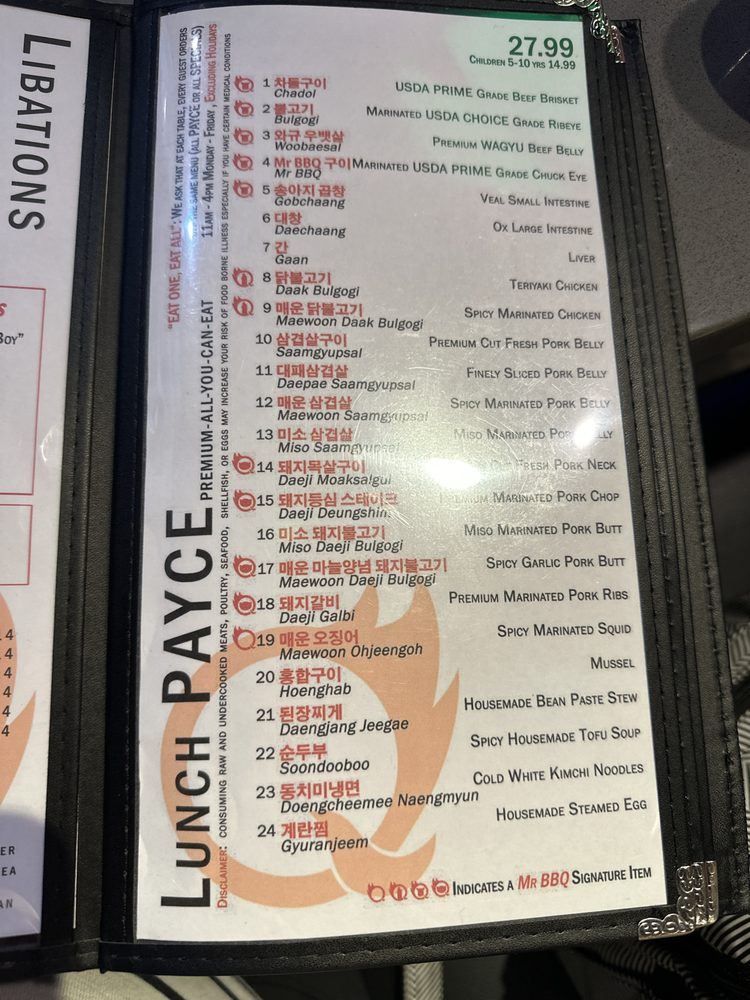 LIBATIONS
BOY"
4
4
4
4
4
4
ER
EA
AN
LUNCH PAYCE PREMIUM-ALL-YOU-CAN-EAT
"EAT ONE, EAT ALL": WE ASK THAT AT EACH TABLE, EVERY GUEST ORDERS
THE SAME MENU (ALL PAYCE OR ALL SPECIALS)
11AM - 4PM MONDAY - FRIDAY, EXCLUDING HOLIDAYS
DISCLAIMER: CONSUMING RAW AND UNDERCOOKED MEATS, POULTRY, SEAFOOD, SHELLFISH, OR EGGS MAY INCREASE YOUR RISK OF FOOD BORNE ILLNESS ESPECIALLY IF YOU HAVE CERTAIN MEDICAL CONDITIONS
27.99
CHILDREN 5-10 YRS 14.99
1 차돌구이 USDA PRIME GRADE BEEF BRISKET
Chadol
2 불고기 MARINATED USDA CHOICE GRADE RIBEYE
Bulgogi
3 와규 우뱃살 PREMIUM WAGYU BEEF BELLY
Woobaesal
4 Mr BBQ 구이 MARINATED USDA PRIME GRADE CHUCK EYE
Mr BBQ
5 송아지 곱창 VEAL SMALL INTESTINE
Gobchaang
6 대창 OX LARGE INTESTINE
Daechaang
7 간 LIVER
Gaan
8 닭불고기 TERIYAKI CHICKEN
Daak Bulgogi
9 매운 닭불고기 SPICY MARINATED CHICKEN
Maewoon Daak Bulgogi
10 삼겹살구이 PREMIUM CUT FRESH PORK BELLY
Saamgyupsal
11 대패삼겹살 FINELY SLICED PORK BELLY
Daepae Saamgyupsal
12 매운 삼겹살 SPICY MARINATED PORK BELLY
Maewoon Saamgyupsal
13 미소 삼겹살 MISO MARINATED PORK BELLY
Miso Saamgyupsal
14 돼지목살구이 CUT FRESH PORK NECK
Daeji Moaksalgui
15 돼지등심 스테이크 PREMIUM MARINATED PORK CHOP
Daeji Deungshim
16 미소 돼지불고기 MISO MARINATED PORK BUTT
Miso Daeji Bulgogi
17 매운 마늘양념 돼지불고기 SPICY GARLIC PORK BUTT
Maewoon Daeji Bulgogi
18 돼지갈비 PREMIUM MARINATED PORK RIBS
Daeji Galbi
19 매운 오징어 SPICY MARINATED SQUID
Maewoon Ohjeengoh
20 홍합구이 MUSSEL
Hoenghab
21 된장찌게 HOUSEMADE BEAN PASTE STEW
Daengjang Jeegae
22 순두부 SPICY HOUSEMADE TOFU SOUP
Soondooboo
23 동치미냉면 COLD WHITE KIMCHI NOODLES
Doengcheemee Naengmyun
24 계란찜 HOUSEMADE STEAMED EGG
Gyuranjeem
INDICATES A MR BBQ SIGNATURE ITEM